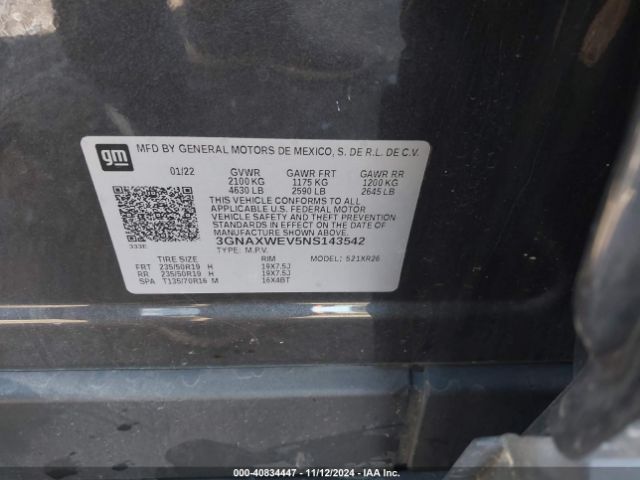 gm MFD BY GENERAL MOTORS DE MEXICO, S. DE R.L. DE C.V.
01/22 GVWR GAWR FRT GAWR RR
2100 KG 1175 KG 1200 KG
4630 LB 2590 LB 2645 LB
THIS VEHICLE CONFORMS TO ALL
APPLICABLE U.S. FEDERAL MOTOR
VEHICLE SAFETY AND THEFT PREVENTION
STANDARDS IN EFFECT ON THE DATE OF
MANUFACTURE SHOWN ABOVE.
333E 3GNAXWEV5NS143542
TYPE: M.P.V.
TIRE SIZE RIM MODEL: 521XR26
FRT 235/50R19 H 19X7.5J
RR 235/50R19 H 19X7.5J
SPA T135/70R16 M 16X4BT
000-40834447 - 11/12/2024 - IAA Inc.